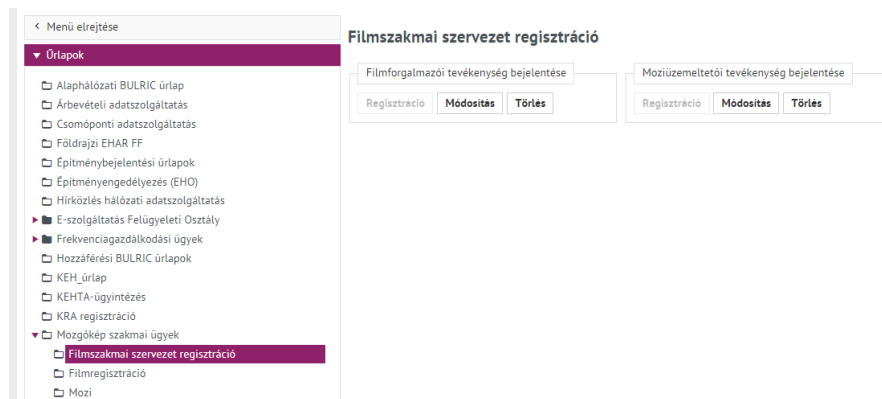 Menü elrejtése
Űrlapok
Alaphálózati BULRIC űrlap
Árbevételi adatszolgáltatás
Csomóponti adatszolgáltatás
Földrajzi EHAR FF
Építménybejelentési űrlapok
Építményengedélyezés (EHO)
Hírközlés hálózati adatszolgáltatás
E-szolgáltatás Felügyeleti Osztály
Frekvenciagazdálkodási ügyek
Hozzáférési BULRIC űrlapok
KEH_űrlap
KEHTA-ügyintézés
KRA regisztráció
Mozgókép szakmai ügyek
Filmszakmai szervezet regisztráció
Filmregisztráció
Mozi
Filmszakmai szervezet regisztráció
Filmforgalmazói tevékenység bejelentése
Regisztráció Módosítás Törlés
Moziüzemeltetői tevékenység bejelentése
Regisztráció Módosítás Törlés